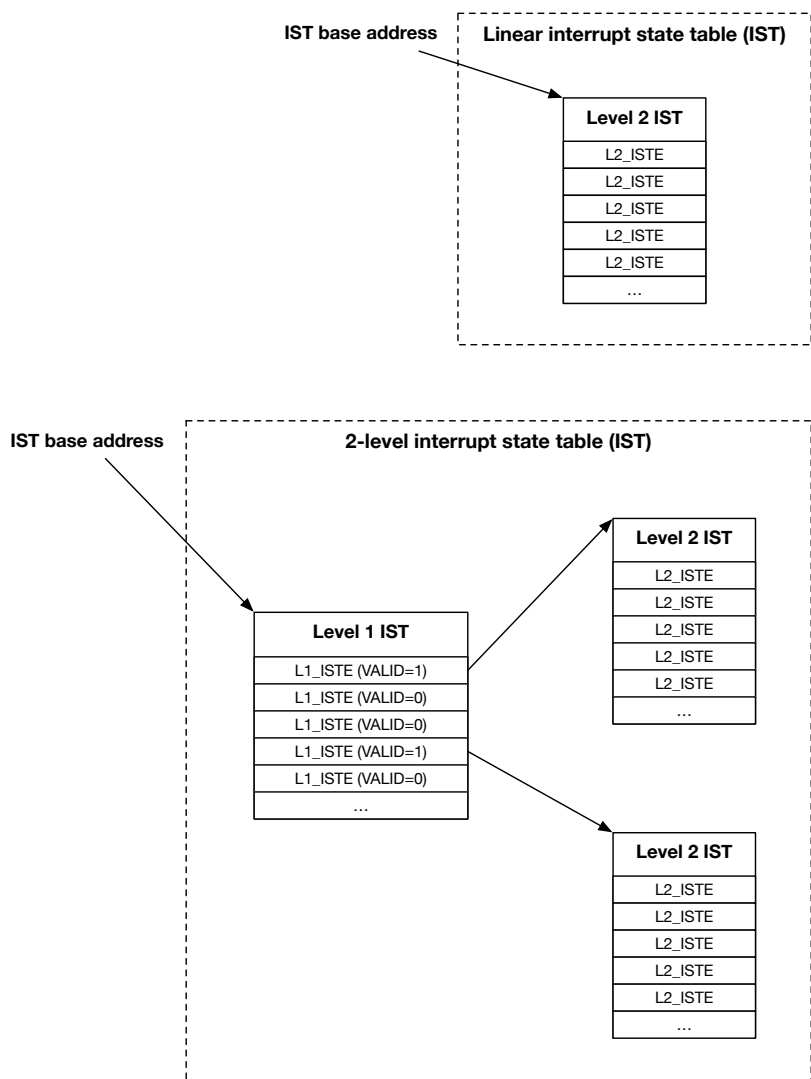 IST base address
Linear interrupt state table (IST)
Level 2 IST
L2_ISTE
L2_ISTE
L2_ISTE
L2_ISTE
L2_ISTE
...
IST base address
2-level interrupt state table (IST)
Level 1 IST
L1_ISTE (VALID=1)
L1_ISTE (VALID=0)
L1_ISTE (VALID=0)
L1_ISTE (VALID=1)
L1_ISTE (VALID=0)
...
Level 2 IST
L2_ISTE
L2_ISTE
L2_ISTE
L2_ISTE
L2_ISTE
...
Level 2 IST
L2_ISTE
L2_ISTE
L2_ISTE
L2_ISTE
L2_ISTE
...